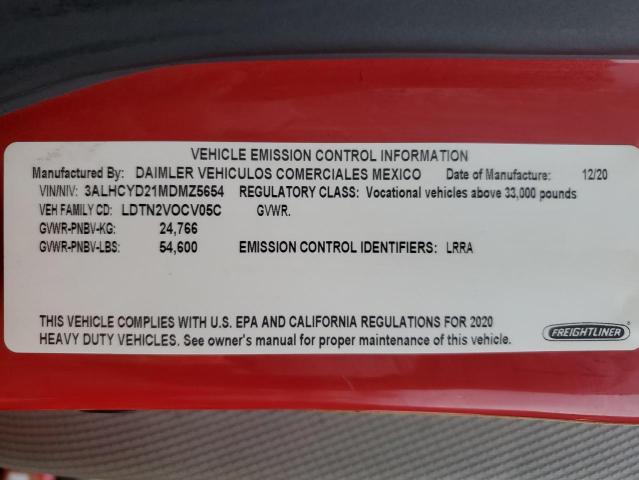 VEHICLE EMISSION CONTROL INFORMATION
Manufactured By: DAIMLER VEHICULOS COMERCIALES MEXICO Date of Manufacture: 12/20
VIN/NIV: 3ALHCYD21MDMZ5654 REGULATORY CLASS: Vocational vehicles above 33,000 pounds
VEH FAMILY CD: LDTN2VOCV05C GVWR.
GVWR-PNBV-KG: 24,766
GVWR-PNBV-LBS: 54,600 EMISSION CONTROL IDENTIFIERS: LRRA
THIS VEHICLE COMPLIES WITH U.S. EPA AND CALIFORNIA REGULATIONS FOR 2020
HEAVY DUTY VEHICLES. See owner's manual for proper maintenance of this vehicle.
FREIGHTLINER